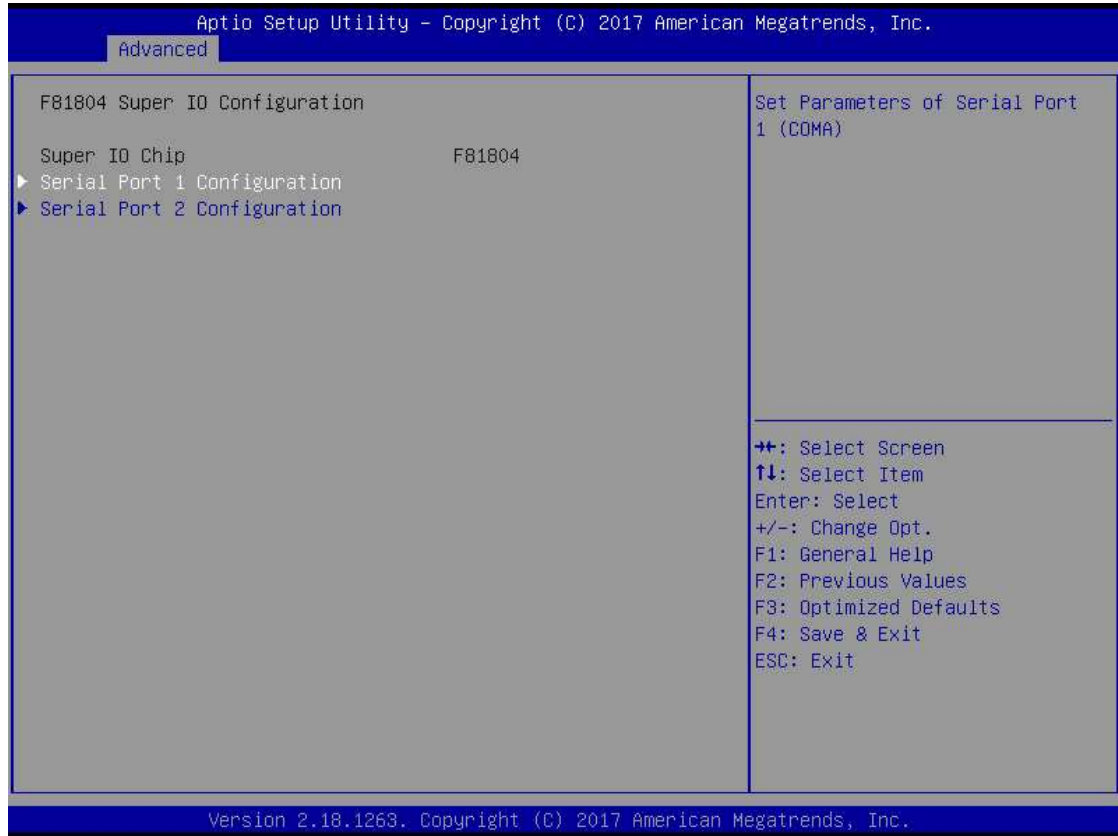 Aptio Setup Utility – Copyright (C) 2017 American Megatrends, Inc.
Advanced
F81804 Super IO Configuration
Super IO Chip F81804
▶ Serial Port 1 Configuration
▶ Serial Port 2 Configuration
Set Parameters of Serial Port
1 (COMA)
→←: Select Screen
↑↓: Select Item
Enter: Select
+/-: Change Opt.
F1: General Help
F2: Previous Values
F3: Optimized Defaults
F4: Save & Exit
ESC: Exit
Version 2.18.1263. Copyright (C) 2017 American Megatrends, Inc.